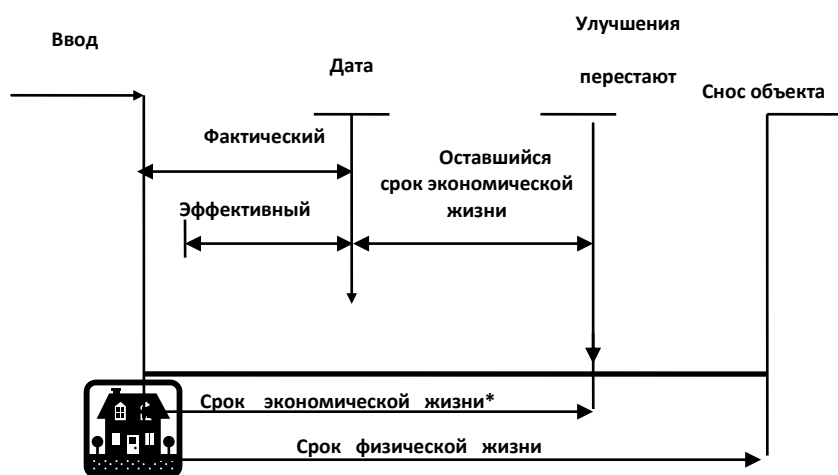 Ввод
Улучшения
перестают
Дата
Снос объекта
Фактический
Оставшийся
срок экономической
жизни
Эффективный
Срок экономической жизни*
Срок физической жизни